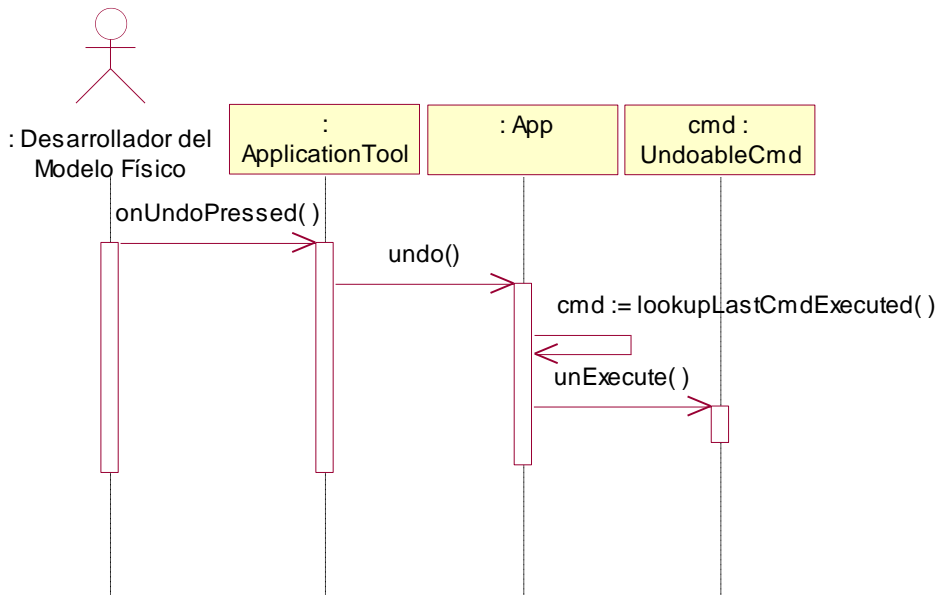 : Desarrollador del
Modelo Físico
:
ApplicationTool
: App
cmd :
UndoableCmd
onUndoPressed( )
undo()
cmd := lookupLastCmdExecuted( )
unExecute( )